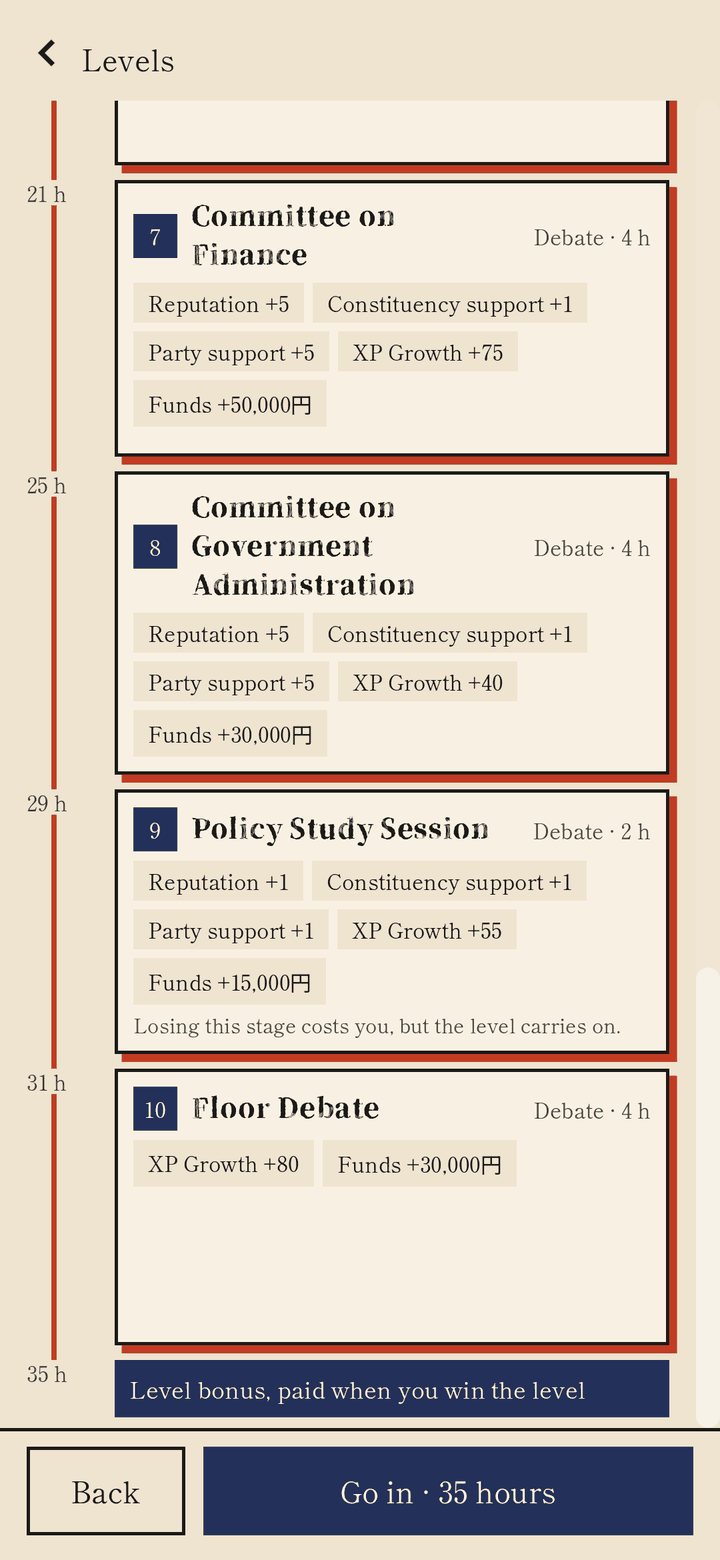 Levels
21 h
7
Committee on
Finance
Debate · 4 h
Reputation +5
Constituency support +1
Party support +5
XP Growth +75
Funds +50,000円
25 h
8
Committee on
Government
Administration
Debate · 4 h
Reputation +5
Constituency support +1
Party support +5
XP Growth +40
Funds +30,000円
29 h
9
Policy Study Session
Debate · 2 h
Reputation +1
Constituency support +1
Party support +1
XP Growth +55
Funds +15,000円
Losing this stage costs you, but the level carries on.
31 h
10
Floor Debate
Debate · 4 h
XP Growth +80
Funds +30,000円
35 h
Level bonus, paid when you win the level
Back
Go in · 35 hours